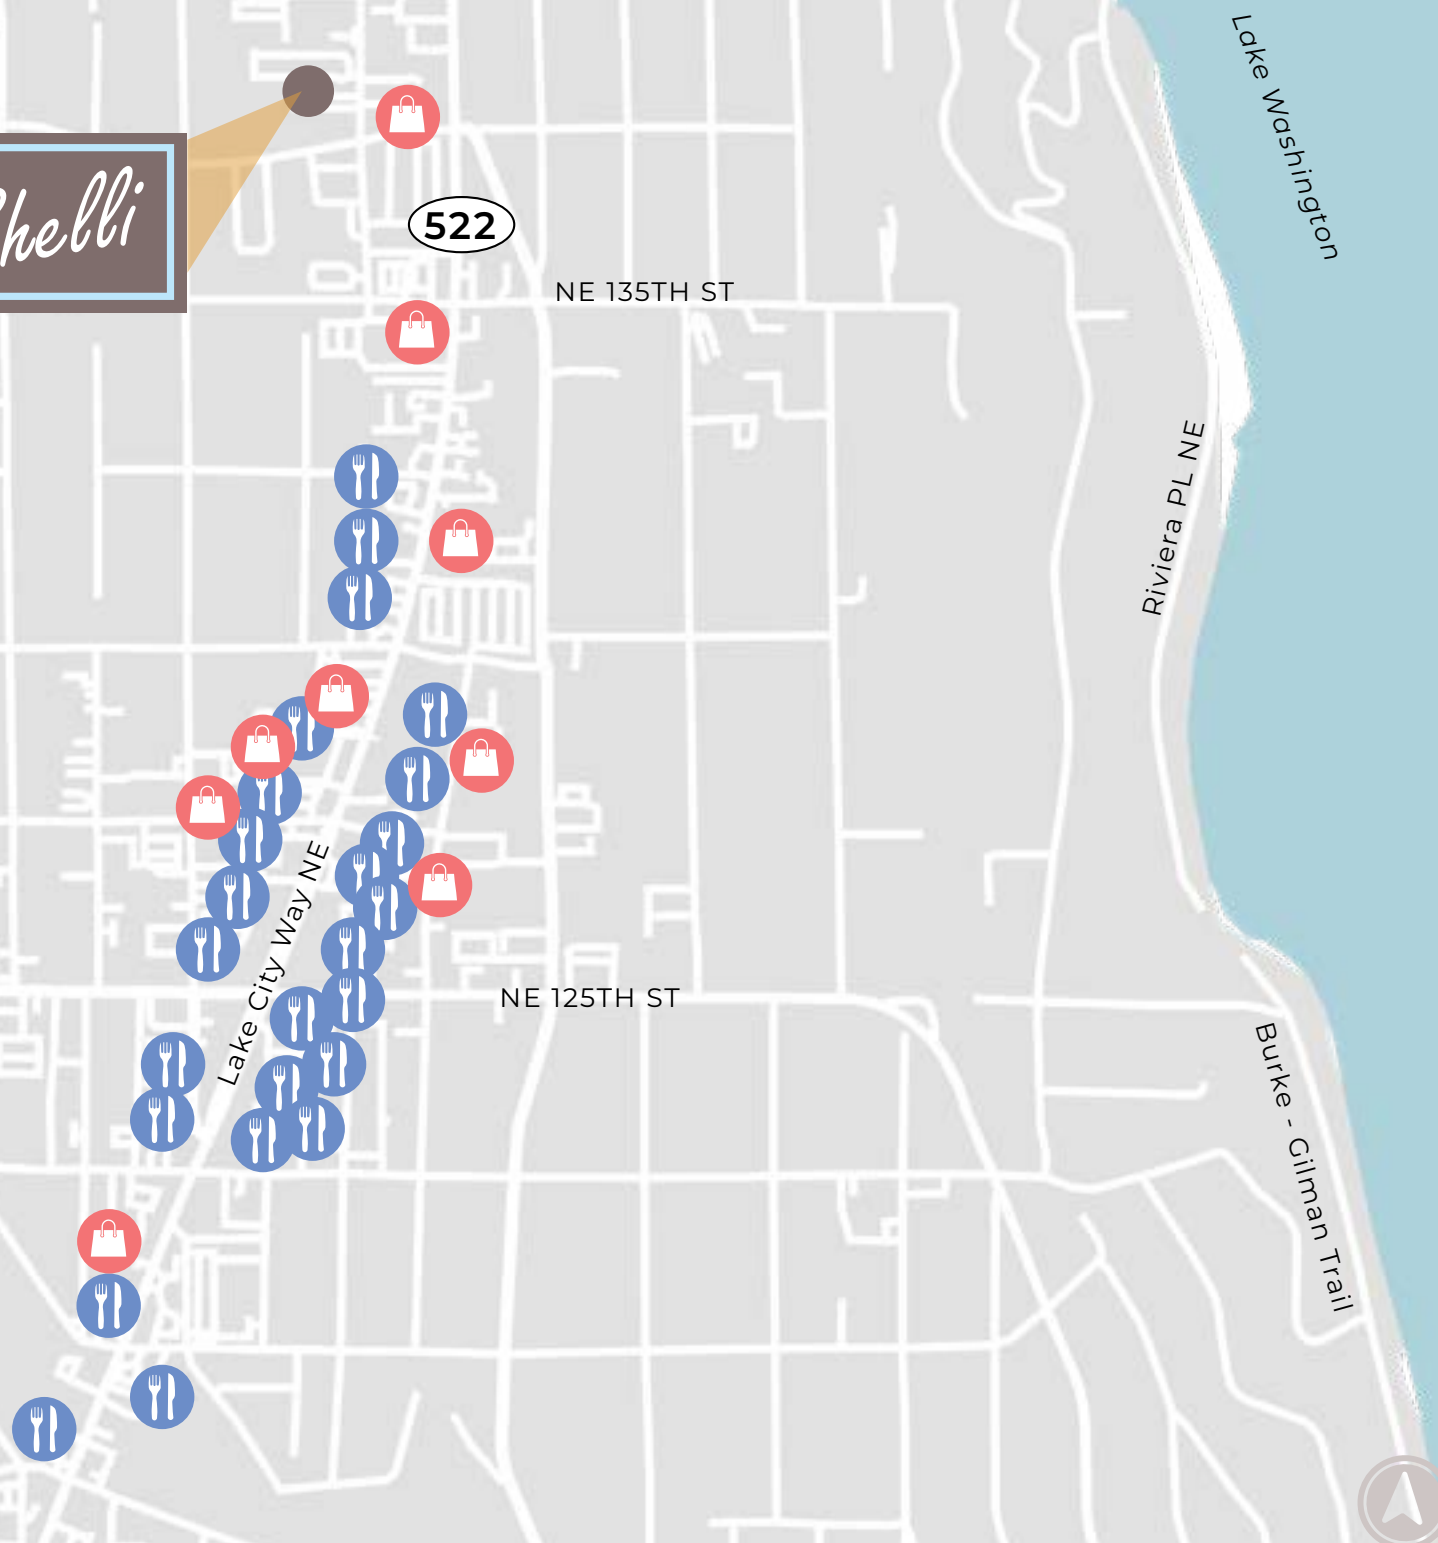 Lake Washington
helli
522
NE 135TH ST
Riviera PL NE
Lake City Way NE
NE 125TH ST
Burke - Gilman Trail